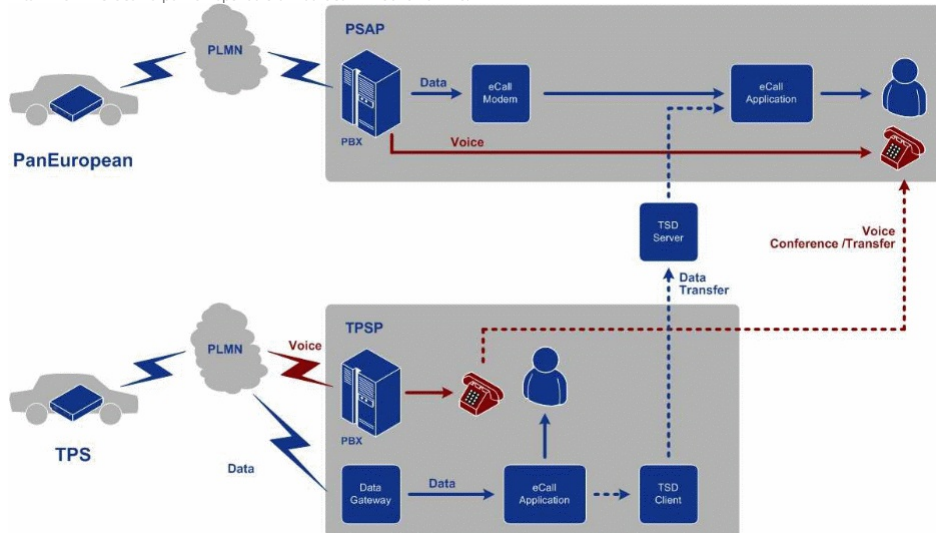 PLMN
PSAP
Data
eCall
Modem
eCall
Application
PBX
Voice
PanEuropean
TSD
Server
Voice
Conference /Transfer
Data
Transfer
TPSP
PLMN
Voice
PBX
TPS
Data
Data
Gateway
Data
eCall
Application
TSD
Client